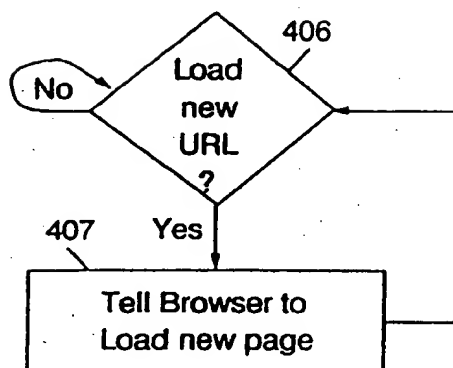 406
No
Load
new
URL
?
Yes
407
Tell Browser to
Load new page